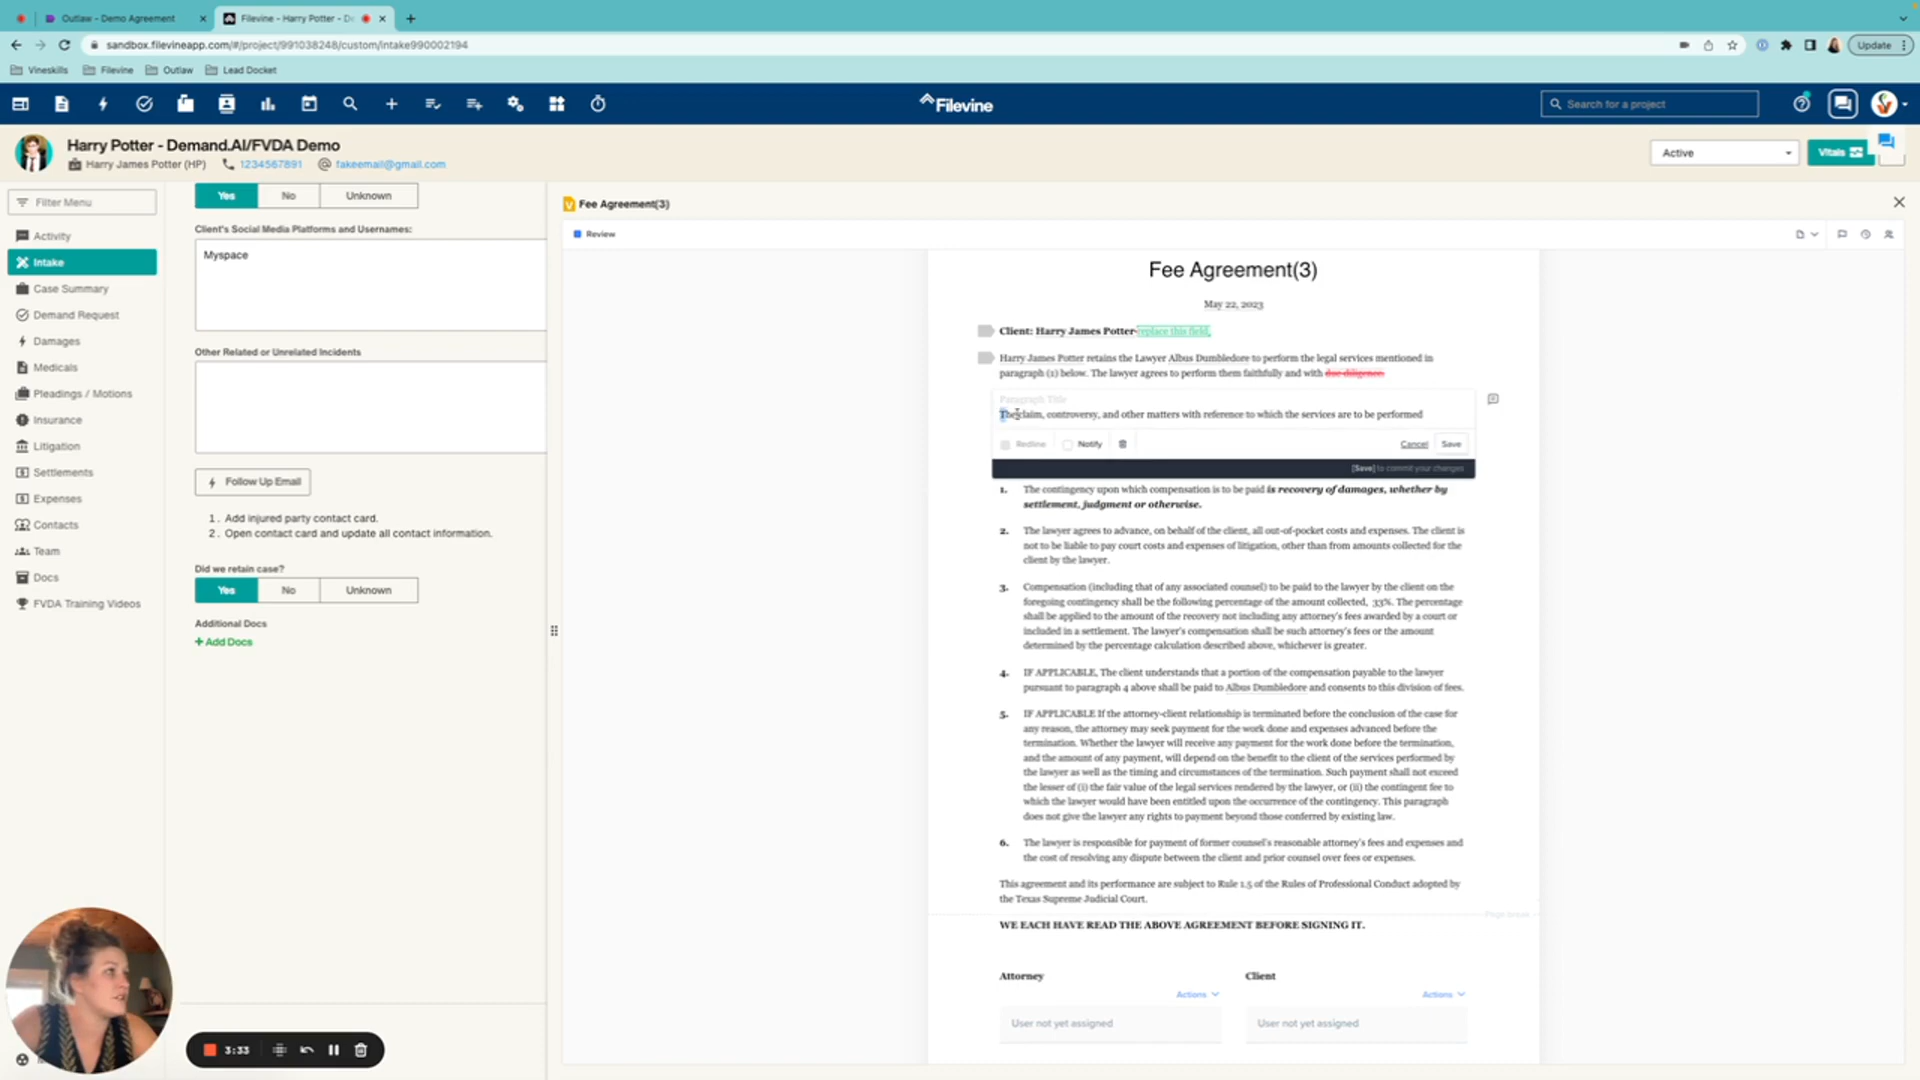 Outlaw - Demo Agreement
Filevine - Harry Potter - De
sandbox.filevineapp.com/#/project/991038248/custom/intake990002194
Update
Vineskills
Filevine
Outlaw
Lead Docket
Filevine
Search for a project
Harry Potter - Demand.AI/FVDA Demo
Harry James Potter (HP)
1234567891
fakeemail@gmail.com
Active
Vitals
Filter Menu
Activity
Intake
Case Summary
Demand Request
Damages
Medicals
Pleadings / Motions
Insurance
Litigation
Settlements
Expenses
Contacts
Team
Docs
FVDA Training Videos
Yes
No
Unknown
Client's Social Media Platforms and Usernames:
Myspace
Other Related or Unrelated Incidents
Follow Up Email
1. Add injured party contact card.
2. Open contact card and update all contact information.
Did we retain case?
Yes
No
Unknown
Additional Docs
+ Add Docs
3:33
Fee Agreement(3)
Review
Fee Agreement(3)
May 22, 2023
Client: Harry James Potter-replace this field,
Harry James Potter retains the Lawyer Albus Dumbledore to perform the legal services mentioned in
paragraph (1) below. The lawyer agrees to perform them faithfully and with due diligence.
Paragraph Title
The claim, controversy, and other matters with reference to which the services are to be performed
Redline
Notify
Cancel
Save
[Save] to commit your changes
1. The contingency upon which compensation is to be paid is recovery of damages, whether by
settlement, judgment or otherwise.
2. The lawyer agrees to advance, on behalf of the client, all out-of-pocket costs and expenses. The client is
not to be liable to pay court costs and expenses of litigation, other than from amounts collected for the
client by the lawyer.
3. Compensation (including that of any associated counsel) to be paid to the lawyer by the client on the
foregoing contingency shall be the following percentage of the amount collected, 33%. The percentage
shall be applied to the amount of the recovery not including any attorney's fees awarded by a court or
included in a settlement. The lawyer's compensation shall be such attorney's fees or the amount
determined by the percentage calculation described above, whichever is greater.
4. IF APPLICABLE, The client understands that a portion of the compensation payable to the lawyer
pursuant to paragraph 4 above shall be paid to Albus Dumbledore and consents to this division of fees.
5. IF APPLICABLE If the attorney-client relationship is terminated before the conclusion of the case for
any reason, the attorney may seek payment for the work done and expenses advanced before the
termination. Whether the lawyer will receive any payment for the work done before the termination,
and the amount of any payment, will depend on the benefit to the client of the services performed by
the lawyer as well as the timing and circumstances of the termination. Such payment shall not exceed
the lesser of (i) the fair value of the legal services rendered by the lawyer, or (ii) the contingent fee to
which the lawyer would have been entitled upon the occurrence of the contingency. This paragraph
does not give the lawyer any rights to payment beyond those conferred by existing law.
6. The lawyer is responsible for payment of former counsel's reasonable attorney's fees and expenses and
the cost of resolving any dispute between the client and prior counsel over fees or expenses.
This agreement and its performance are subject to Rule 1.5 of the Rules of Professional Conduct adopted by
the Texas Supreme Judicial Court.
Page break
WE EACH HAVE READ THE ABOVE AGREEMENT BEFORE SIGNING IT.
Attorney
Client
Actions
Actions
User not yet assigned
User not yet assigned